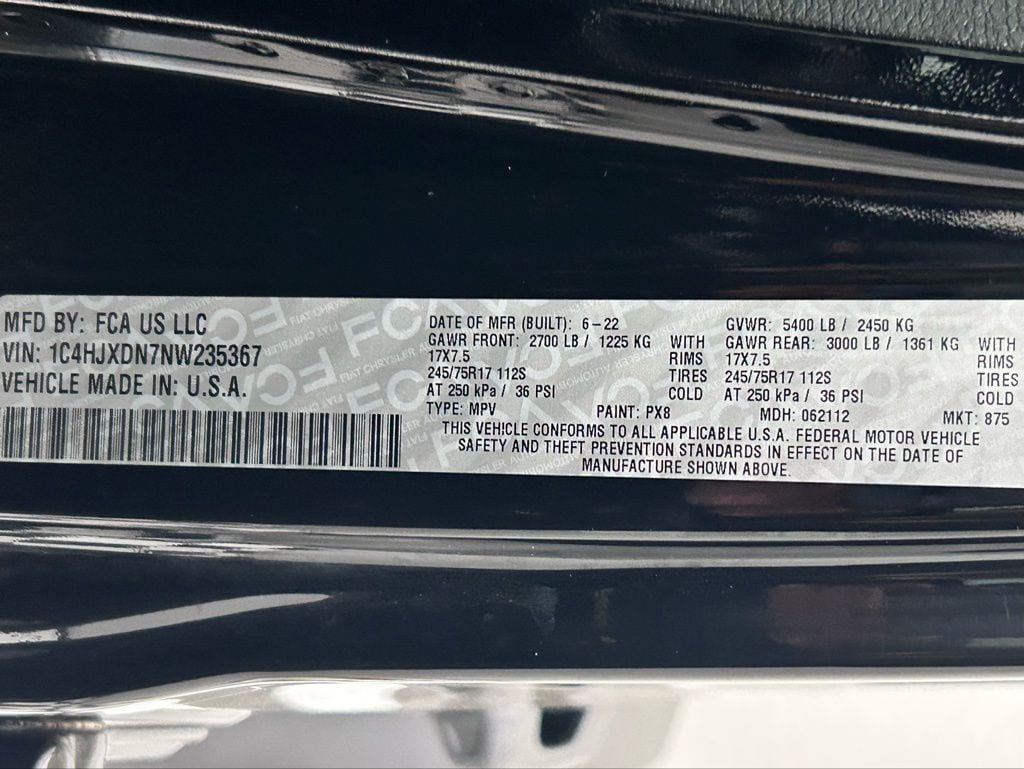 MFD BY: FCA US LLC
VIN: 1C4HJXDN7NW235367
VEHICLE MADE IN: U.S.A.
DATE OF MFR (BUILT): 6-22
GAWR FRONT: 2700 LB / 1225 KG WITH
17X7.5 RIMS
245/75R17 112S TIRES
AT 250 kPa / 36 PSI COLD
GVWR: 5400 LB / 2450 KG
GAWR REAR: 3000 LB / 1361 KG WITH
17X7.5 RIMS
245/75R17 112S TIRES
AT 250 kPa / 36 PSI COLD
TYPE: MPV PAINT: PX8 MDH: 062112 MKT: 875
THIS VEHICLE CONFORMS TO ALL APPLICABLE U.S.A. FEDERAL MOTOR VEHICLE
SAFETY AND THEFT PREVENTION STANDARDS IN EFFECT ON THE DATE OF
MANUFACTURE SHOWN ABOVE.